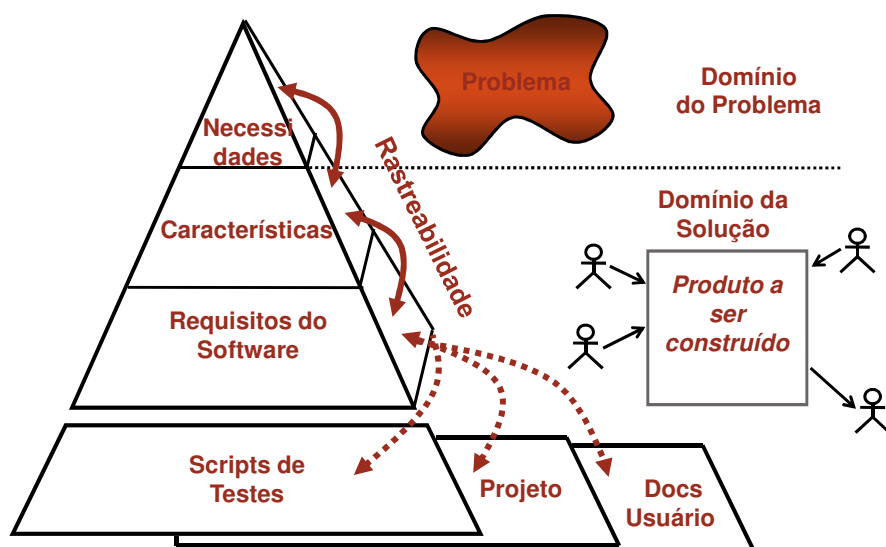 Problema
Domínio
do Problema
Necessi
dades
Rastreabilidade
Características
Domínio da
Solução
Produto a
ser
construído
Requisitos do
Software
Scripts de
Testes
Projeto
Docs
Usuário